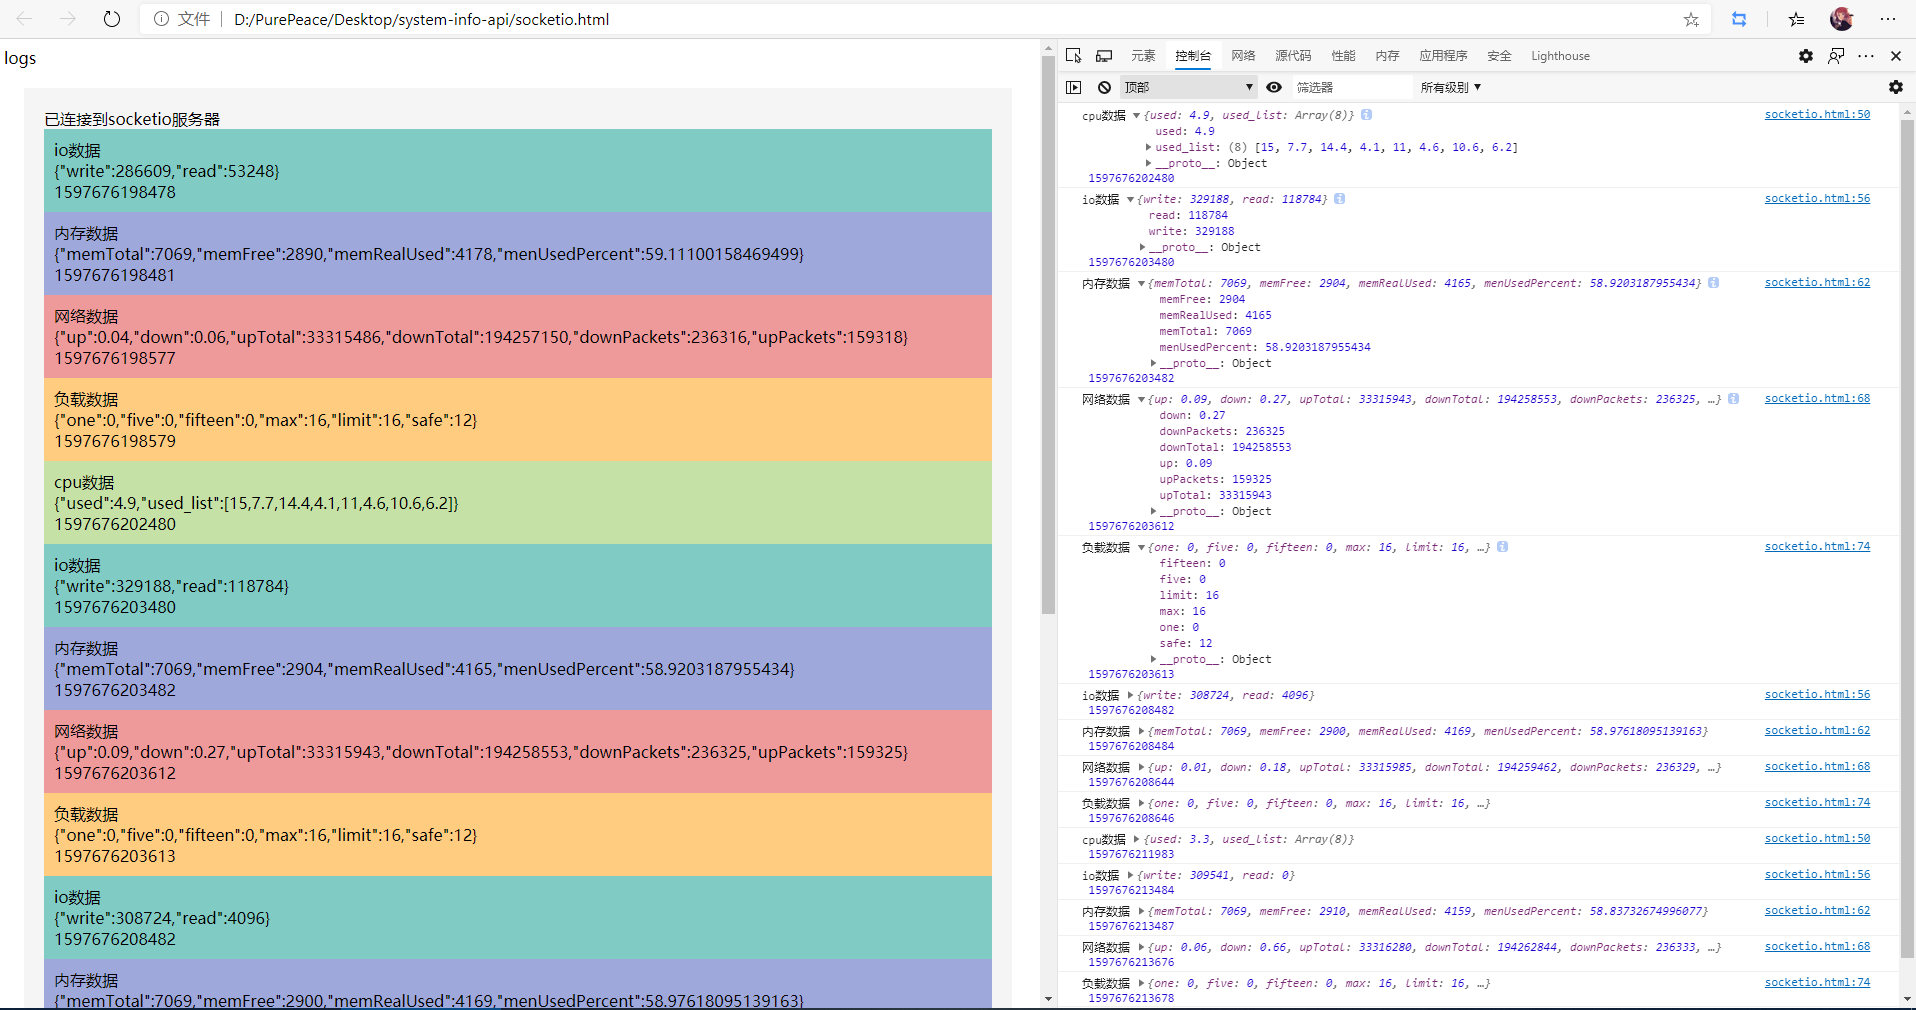 文件 D:/PurePeace/Desktop/system-info-api/socketio.html
logs
已连接到socketio服务器
io数据
{"write":286609,"read":53248}
1597676198478
内存数据
{"memTotal":7069,"memFree":2890,"memRealUsed":4178,"menUsedPercent":59.11100158469499}
1597676198481
网络数据
{"up":0.04,"down":0.06,"upTotal":33315486,"downTotal":194257150,"downPackets":236316,"upPackets":159318}
1597676198577
负载数据
{"one":0,"five":0,"fifteen":0,"max":16,"limit":16,"safe":12}
1597676198579
cpu数据
{"used":4.9,"used_list":[15,7.7,14.4,4.1,11,4.6,10.6,6.2]}
1597676202480
io数据
{"write":329188,"read":118784}
1597676203480
内存数据
{"memTotal":7069,"memFree":2904,"memRealUsed":4165,"menUsedPercent":58.9203187955434}
1597676203482
网络数据
{"up":0.09,"down":0.27,"upTotal":33315943,"downTotal":194258553,"downPackets":236325,"upPackets":159325}
1597676203612
负载数据
{"one":0,"five":0,"fifteen":0,"max":16,"limit":16,"safe":12}
1597676203613
io数据
{"write":308724,"read":4096}
1597676208482
内存数据
{"memTotal":7069,"memFree":2900,"memRealUsed":4169,"menUsedPercent":58.97618095139163}
元素 控制台 网络 源代码 性能 内存 应用程序 安全 Lighthouse
顶部 筛选器 所有级别
cpu数据 {used: 4.9, used_list: Array(8)} socketio.html:50
used: 4.9
used_list: (8) [15, 7.7, 14.4, 4.1, 11, 4.6, 10.6, 6.2]
__proto__: Object
1597676202480
io数据 {write: 329188, read: 118784} socketio.html:56
read: 118784
write: 329188
__proto__: Object
1597676203480
内存数据 {memTotal: 7069, memFree: 2904, memRealUsed: 4165, menUsedPercent: 58.9203187955434} socketio.html:62
memFree: 2904
memRealUsed: 4165
memTotal: 7069
menUsedPercent: 58.9203187955434
__proto__: Object
1597676203482
网络数据 {up: 0.09, down: 0.27, upTotal: 33315943, downTotal: 194258553, downPackets: 236325, …} socketio.html:68
down: 0.27
downPackets: 236325
downTotal: 194258553
up: 0.09
upPackets: 159325
upTotal: 33315943
__proto__: Object
1597676203612
负载数据 {one: 0, five: 0, fifteen: 0, max: 16, limit: 16, …} socketio.html:74
fifteen: 0
five: 0
limit: 16
max: 16
one: 0
safe: 12
__proto__: Object
1597676203613
io数据 {write: 308724, read: 4096} socketio.html:56
1597676208482
内存数据 {memTotal: 7069, memFree: 2900, memRealUsed: 4169, menUsedPercent: 58.97618095139163} socketio.html:62
1597676208484
网络数据 {up: 0.01, down: 0.18, upTotal: 33315985, downTotal: 194259462, downPackets: 236329, …} socketio.html:68
1597676208644
负载数据 {one: 0, five: 0, fifteen: 0, max: 16, limit: 16, …} socketio.html:74
1597676208646
cpu数据 {used: 3.3, used_list: Array(8)} socketio.html:50
1597676211983
io数据 {write: 309541, read: 0} socketio.html:56
1597676213484
内存数据 {memTotal: 7069, memFree: 2910, memRealUsed: 4159, menUsedPercent: 58.83732674996077} socketio.html:62
1597676213487
网络数据 {up: 0.06, down: 0.66, upTotal: 33316280, downTotal: 194262844, downPackets: 236333, …} socketio.html:68
1597676213676
负载数据 {one: 0, five: 0, fifteen: 0, max: 16, limit: 16, …} socketio.html:74
1597676213678